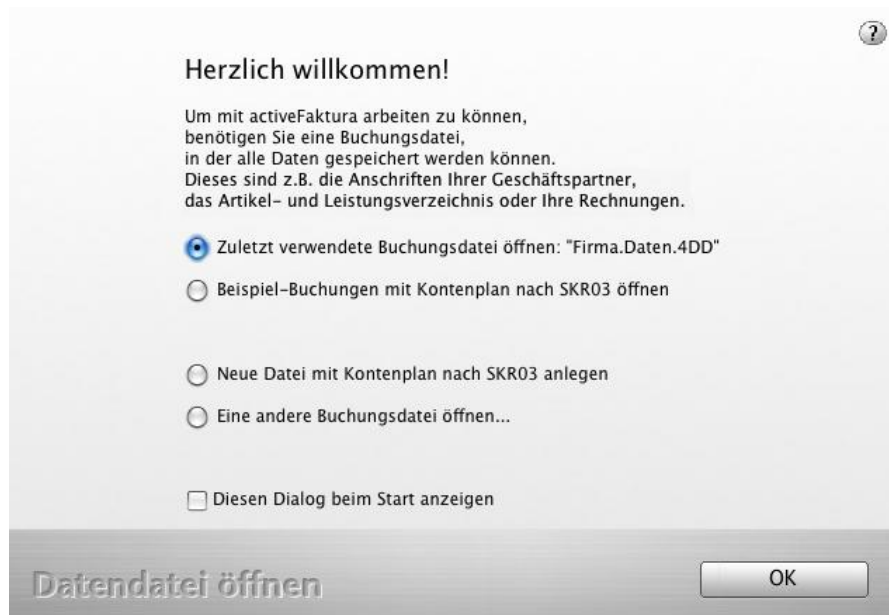 ?
Herzlich willkommen!
Um mit activeFaktura arbeiten zu können,
benötigen Sie eine Buchungsdatei,
in der alle Daten gespeichert werden können.
Dieses sind z.B. die Anschriften Ihrer Geschäftspartner,
das Artikel- und Leistungsverzeichnis oder Ihre Rechnungen.
Zuletzt verwendete Buchungsdatei öffnen: "Firma.Daten.4DD"
Beispiel-Buchungen mit Kontenplan nach SKR03 öffnen
Neue Datei mit Kontenplan nach SKR03 anlegen
Eine andere Buchungsdatei öffnen...
Diesen Dialog beim Start anzeigen
Datendatei öffnen
OK